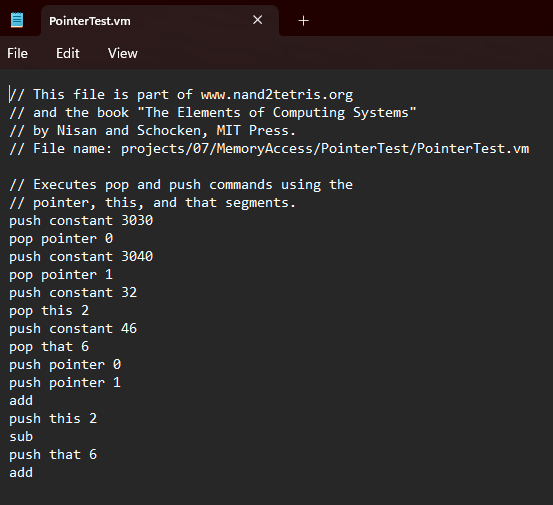 PointerTest.vm
File Edit View
// This file is part of www.nand2tetris.org
// and the book "The Elements of Computing Systems"
// by Nisan and Schocken, MIT Press.
// File name: projects/07/MemoryAccess/PointerTest/PointerTest.vm
// Executes pop and push commands using the
// pointer, this, and that segments.
push constant 3030
pop pointer 0
push constant 3040
pop pointer 1
push constant 32
pop this 2
push constant 46
pop that 6
push pointer 0
push pointer 1
add
push this 2
sub
push that 6
add